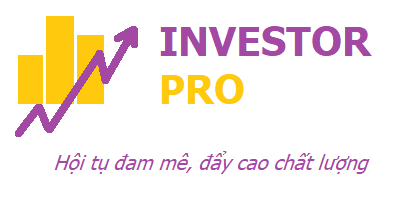 INVESTOR
PRO
Hội tụ đam mê, đẩy cao chất lượng